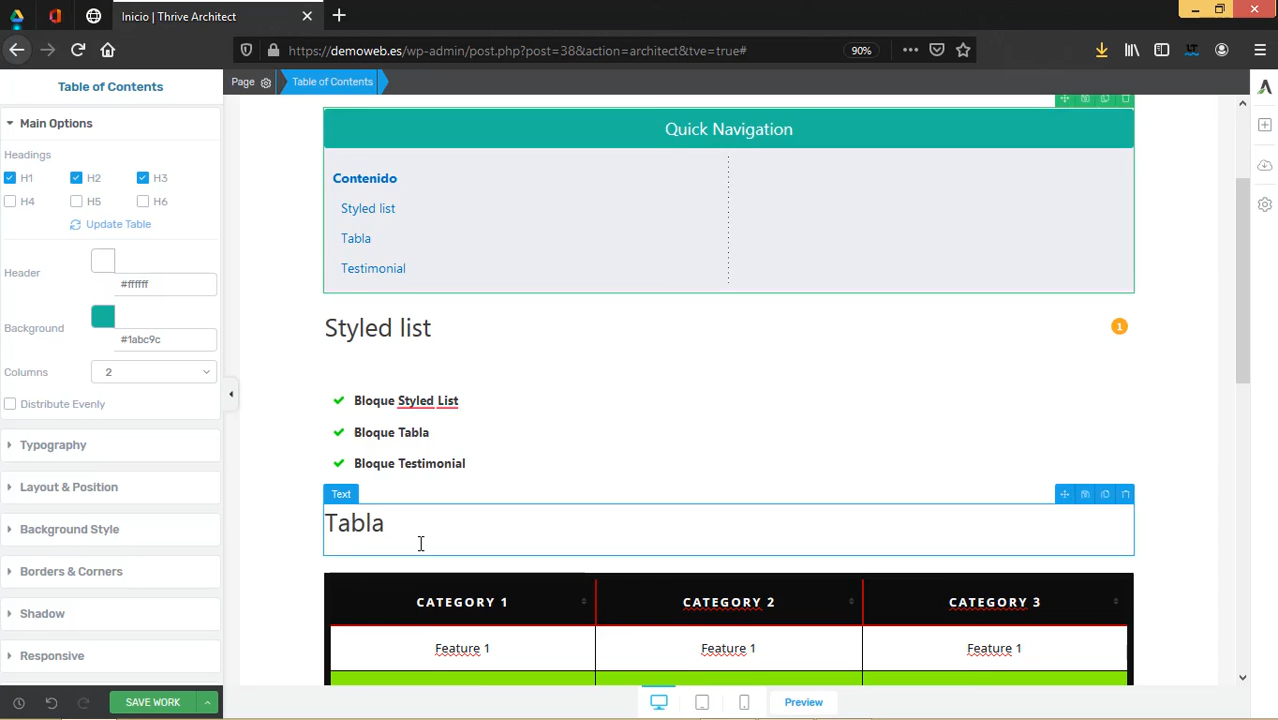 Inicio | Thrive Architect
https://demoweb.es/wp-admin/post.php?post=38&action=architect&tve=true#
90%
Table of Contents
Page
Table of Contents
Main Options
Headings
H1
H2
H3
H4
H5
H6
Update Table
Header
#ffffff
Background
#1abc9c
Columns
2
Distribute Evenly
Typography
Layout & Position
Background Style
Borders & Corners
Shadow
Responsive
SAVE WORK
Quick Navigation
Contenido
Styled list
Tabla
Testimonial
Styled list
1
Bloque Styled List
Bloque Tabla
Bloque Testimonial
Text
Tabla
CATEGORY 1
CATEGORY 2
CATEGORY 3
Feature 1
Feature 1
Feature 1
Preview